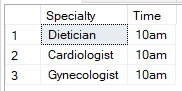 Specialty Time
1 Dietician 10am
2 Cardiologist 10am
3 Gynecologist 10am